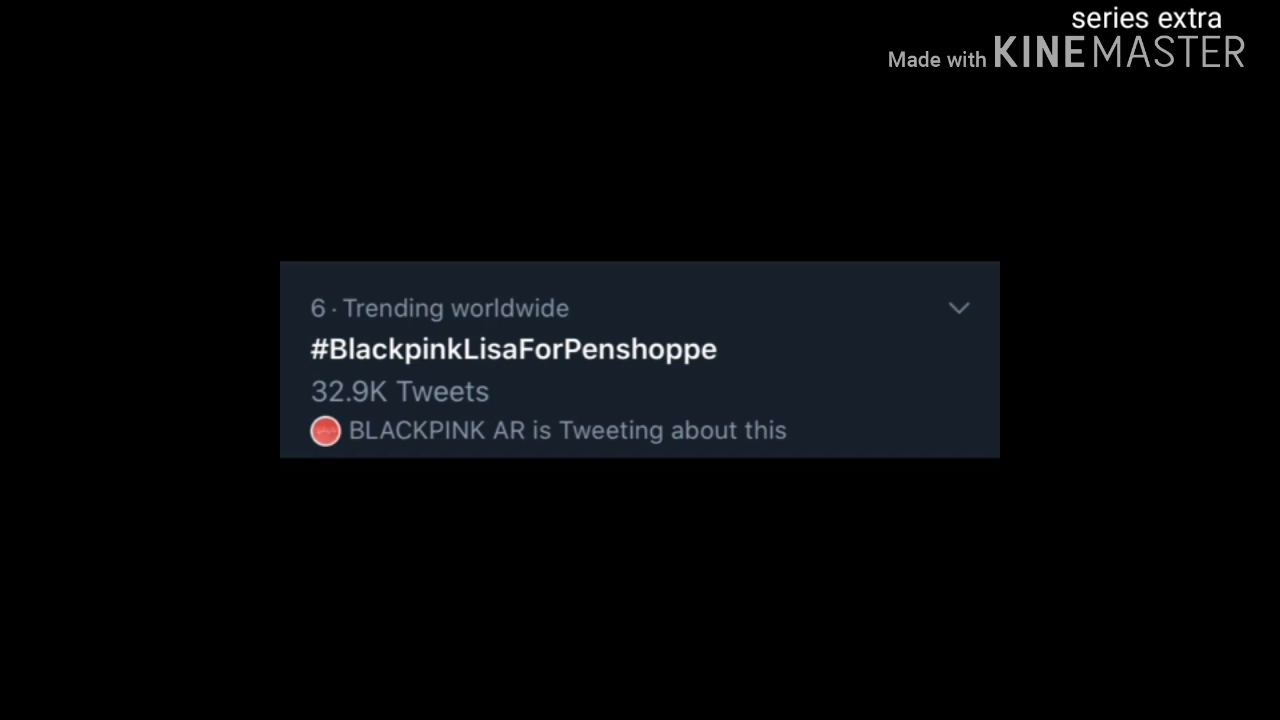 series extra
Made with KINEMASTER
6 · Trending worldwide
#BlackpinkLisaForPenshoppe
32.9K Tweets
BLACKPINK AR is Tweeting about this